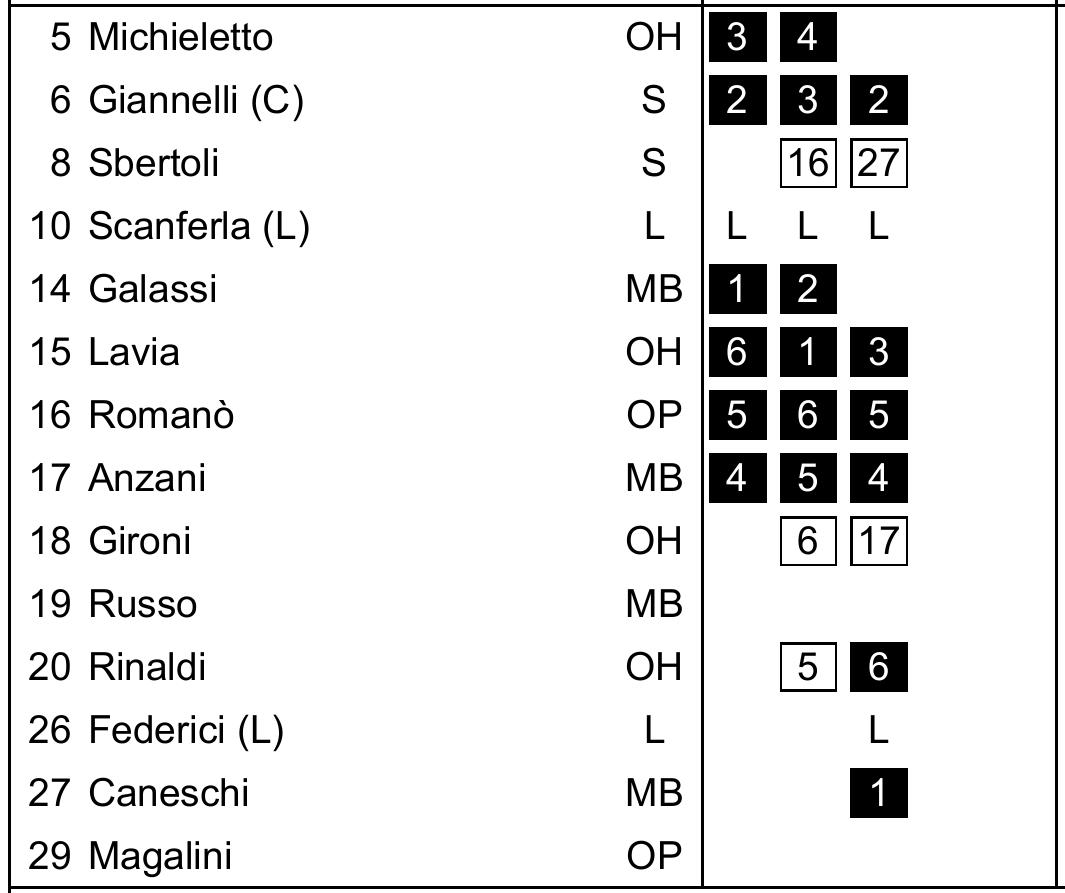 5 Michieletto OH 3 4
6 Giannelli (C) S 2 3 2
8 Sbertoli S 16 27
10 Scanferla (L) L L L L
14 Galassi MB 1 2
15 Lavia OH 6 1 3
16 Romanò OP 5 6 5
17 Anzani MB 4 5 4
18 Gironi OH 6 17
19 Russo MB
20 Rinaldi OH 5 6
26 Federici (L) L L
27 Caneschi MB 1
29 Magalini OP